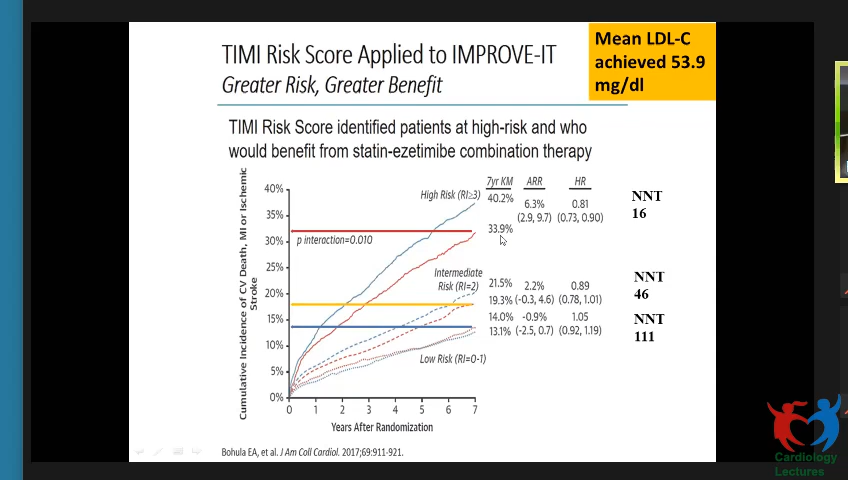 TIMI Risk Score Applied to IMPROVE-IT
Greater Risk, Greater Benefit
Mean LDL-C
achieved 53.9
mg/dl
TIMI Risk Score identified patients at high-risk and who
would benefit from statin-ezetimibe combination therapy
Cumulative Incidence of CV Death, MI or Ischemic
Stroke
40%
35%
30%
25%
20%
15%
10%
5%
0%
p interaction=0.010
High Risk (RI≥3)
Intermediate
Risk (RI=2)
Low Risk (RI=0-1)
0 1 2 3 4 5 6 7
Years After Randomization
7yr KM ARR HR
40.2%
6.3% 0.81
(2.9, 9.7) (0.73, 0.90)
33.9%
21.5% 2.2% 0.89
19.3% (-0.3, 4.6) (0.78, 1.01)
14.0% -0.9% 1.05
13.1% (-2.5, 0.7) (0.92, 1.19)
NNT
16
NNT
46
NNT
111
Bohula EA, et al. J Am Coll Cardiol. 2017;69:911-921.
Cardiology
Lectures